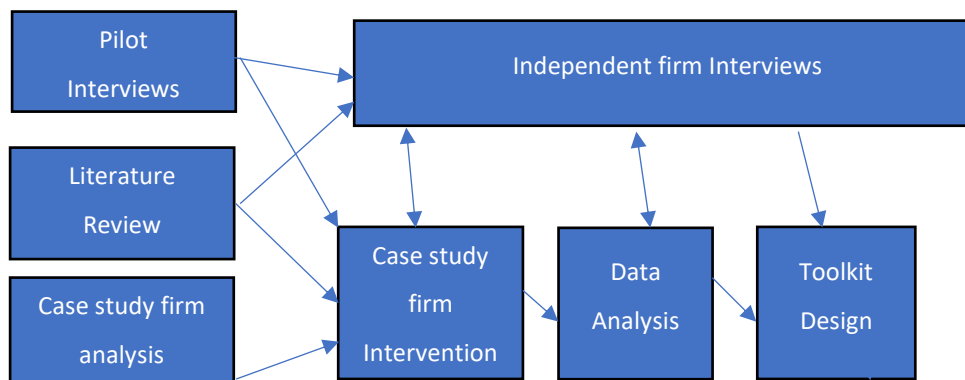 Pilot
Interviews
Independent firm Interviews
Literature
Review
Case study firm
analysis
Case study
firm
Intervention
Data
Analysis
Toolkit
Design